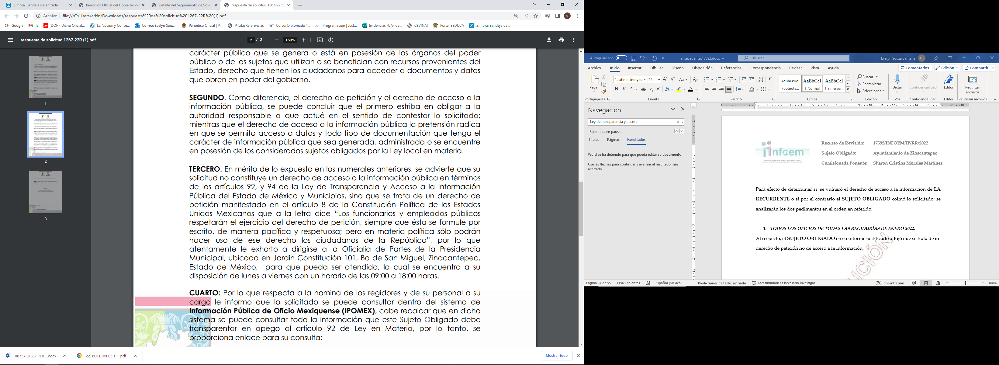 Zimbra: Bandeja de entrada
Periódico Oficial del Gobierno de
Detalle del Seguimiento de Solic
respuesta de solicitud 1267-22R
Archivo | file:///C:/Users/arkin/Downloads/respuesta%20de%20solicitud%201267-22R%20(1).pdf
Google
fa
DOF - Diario Oficial...
La Nocion y Conce...
Correo: Evelyn Souz...
Periódico Oficial | P...
P_citasReferencias
Curso: Diplomado "...
Programación | Just...
Evidencias -UA- de...
CEVINAI
Portal SEDUCA
Zimbra: Bandeja de...
respuesta de solicitud 1267-22R (1).pdf
2 / 3
163%
1
2
3
carácter público que se genera o está en posesión de los órganos del poder
público o de los sujetos que utilizan o se benefician con recursos provenientes del
Estado, derecho que tienen los ciudadanos para acceder a documentos y datos
que obren en poder del gobierno.
SEGUNDO. Como diferencia, el derecho de petición y el derecho de acceso a la
información pública, se puede concluir que el primero estriba en obligar a la
autoridad responsable a que actué en el sentido de contestar lo solicitado;
mientras que el derecho de acceso a la información pública la pretensión radica
en que se permita acceso a datos y todo tipo de documentación que tenga el
carácter de información pública que sea generada, administrada o se encuentre
en posesión de los considerados sujetos obligados por la Ley local en materia.
TERCERO. En mérito de lo expuesto en los numerales anteriores, se advierte que su
solicitud no constituye un derecho de acceso a la información pública en términos
de los artículos 92, y 94 de la Ley de Transparencia y Acceso a la Información
Pública del Estado de México y Municipios, sino que se trata de un derecho de
petición manifestado en el artículo 8 de la Constitución Política de los Estados
Unidos Mexicanos que a la letra dice “Los funcionarios y empleados públicos
respetarán el ejercicio del derecho de petición, siempre que ésta se formule por
escrito, de manera pacífica y respetuosa; pero en materia política sólo podrán
hacer uso de ese derecho los ciudadanos de la República”, por lo que
atentamente le exhorto a dirigirse a la Oficialía de Partes de la Presidencia
Municipal, ubicada en Jardín Constitución 101, Bo de San Miguel, Zinacantepec,
Estado de México, para que pueda ser atendido, la cual se encuentra a su
disposición de lunes a viernes con un horario de las 09:00 a 18:00 horas.
CUARTO: Por lo que respecta a la nomina de los regidores y de su personal a su
cargo le informo que lo solicitado se puede consultar dentro del sistema de
Información Pública de Oficio Mexiquense (IPOMEX), cabe recalcar que en dicho
sistema se puede consultar toda la información que este Sujeto Obligado debe
transparentar en apego al artículo 92 de Ley en Materia, por lo tanto, se
proporciona enlace para su consulta:
00757_2023_REV....docx
22. BOLETIN 05 al....pdf
Mostrar todo
Autoguardado
antecedentes17592.docx
Buscar
Evelyn Souza Santana
ES
Archivo Inicio Insertar Dibujar Diseño Disposición Referencias Correspondencia Revisar Vista Ayuda
Comentarios
Edición
Compartir
Pegar
Palatino Linotype
12
AaBbCcDdI AaBbCcI AaBbCcI
Footnote... ¶ Normal ¶ Sin espa...
Buscar
Reemplazar
Seleccionar
Dictar
Confidencialidad
Editor
Reutilizar
archivos
Portapapeles Fuente Párrafo Estilos Edición Voz Confidencialidad Editor Reutilizar archivos
Navegación
Ley de transparencia y acceso
Búsqueda en pausa
Títulos Páginas Resultados
Word se ha detenido para que pueda editar su documento.
Use las flechas para continuar y avanzar al resultado más
acertado.
infoem
Recurso de Revisión: 17592/INFOEM/IP/RR/2022
Sujeto Obligado: Ayuntamiento de Zinacantepec
Comisionada Ponente: Sharon Cristina Morales Martínez
Para efecto de determinar si se vulneró el derecho de acceso a la información de LA
RECURRENTE o si por el contrario el SUJETO OBLIGADO colmó lo solicitado; se
analizarán los dos pedimentos en el orden en referido.
1. TODOS LOS OFICIOS DE TODAS LAS REGIDURÍAS DE ENERO 2022.
Al respecto, el SUJETO OBLIGADO en su informe justificado adujó que se trata de un
derecho de petición no de acceso a la información.
UCIÓN
Página 24 de 55
11963 palabras
Español (México)
Predicciones de texto: activado
Accesibilidad: es necesario investigar
Concentración
100%